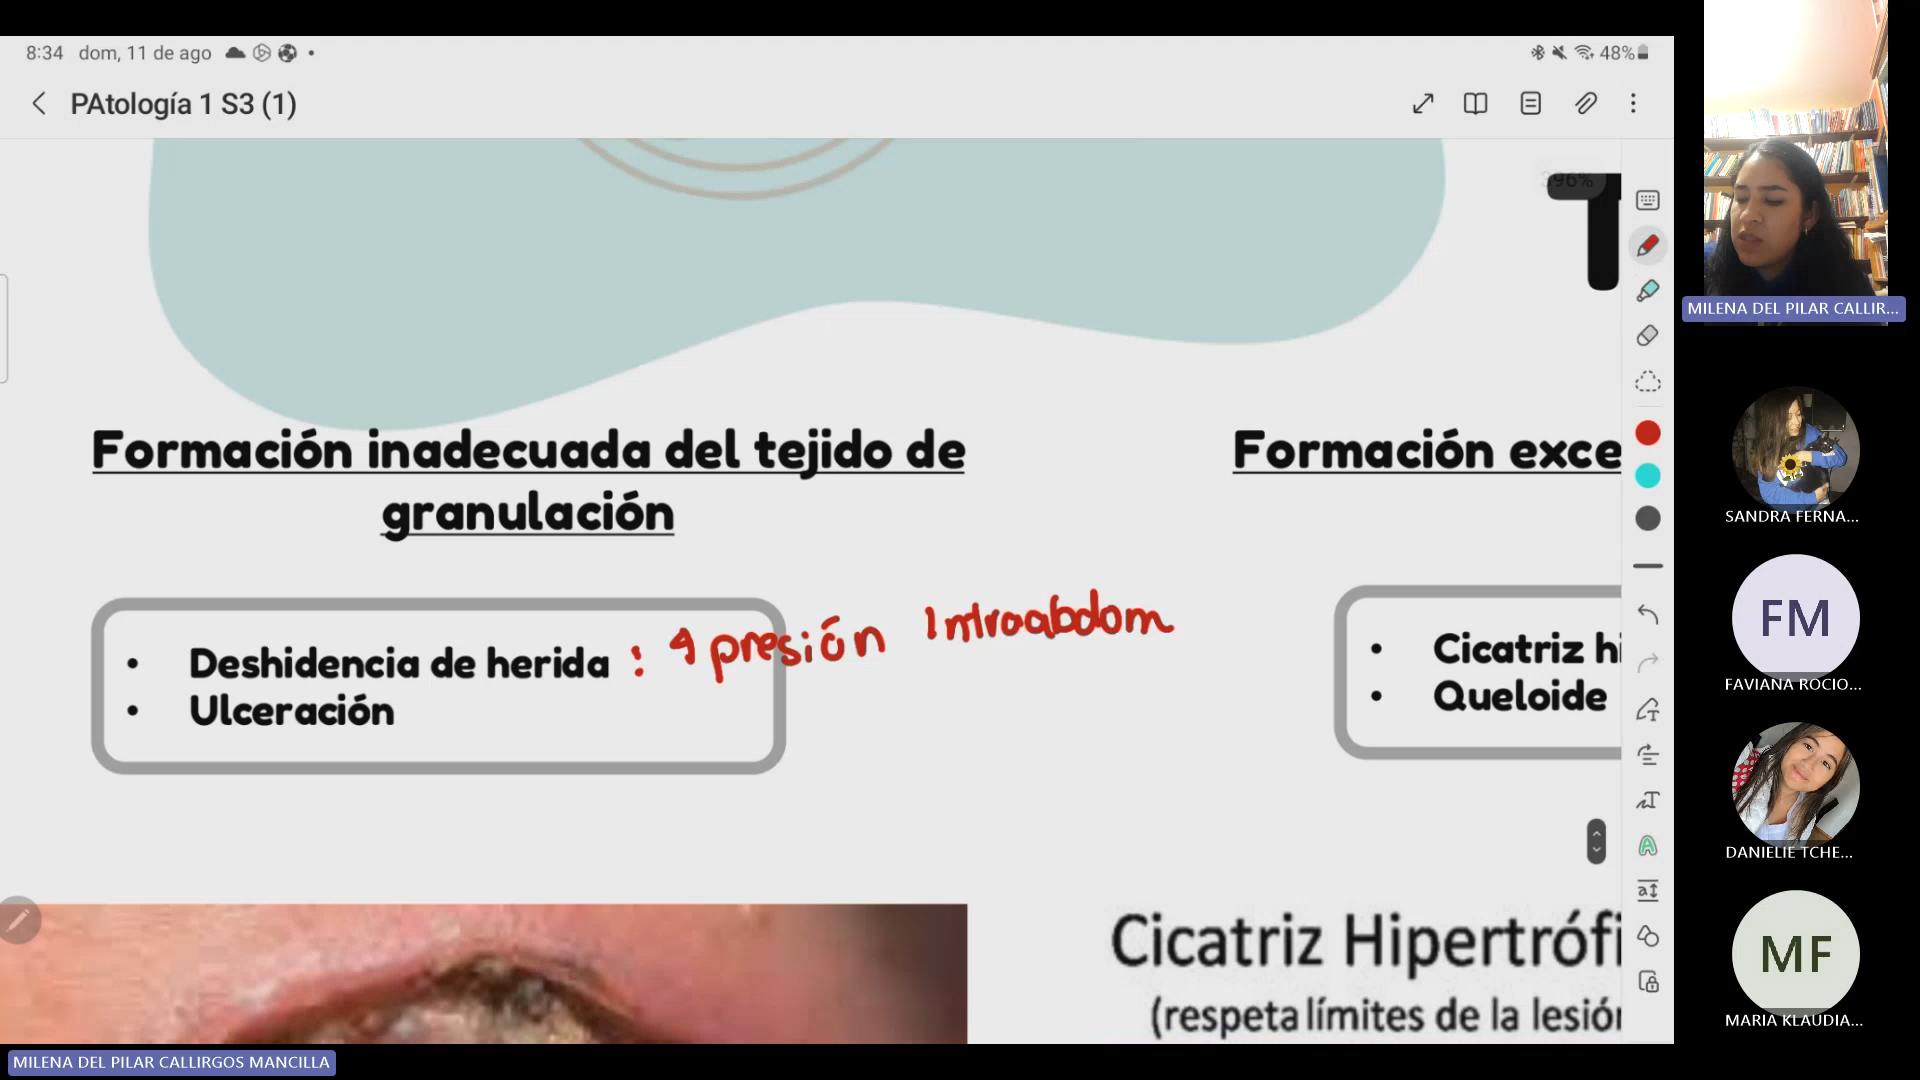 8:34 dom, 11 de ago
48%
PAtología 1 S3 (1)
396%
T
Formación inadecuada del tejido de
granulación
Formación exce
Deshidencia de herida : ↑ presión Intraabdom
Ulceración
Cicatriz hi
Queloide
Cicatriz Hipertrófi
(respeta límites de la lesión
MILENA DEL PILAR CALLIR...
SANDRA FERNA...
FM
FAVIANA ROCIO...
DANIELIE TCHE...
MF
MARIA KLAUDIA...
MILENA DEL PILAR CALLIRGOS MANCILLA